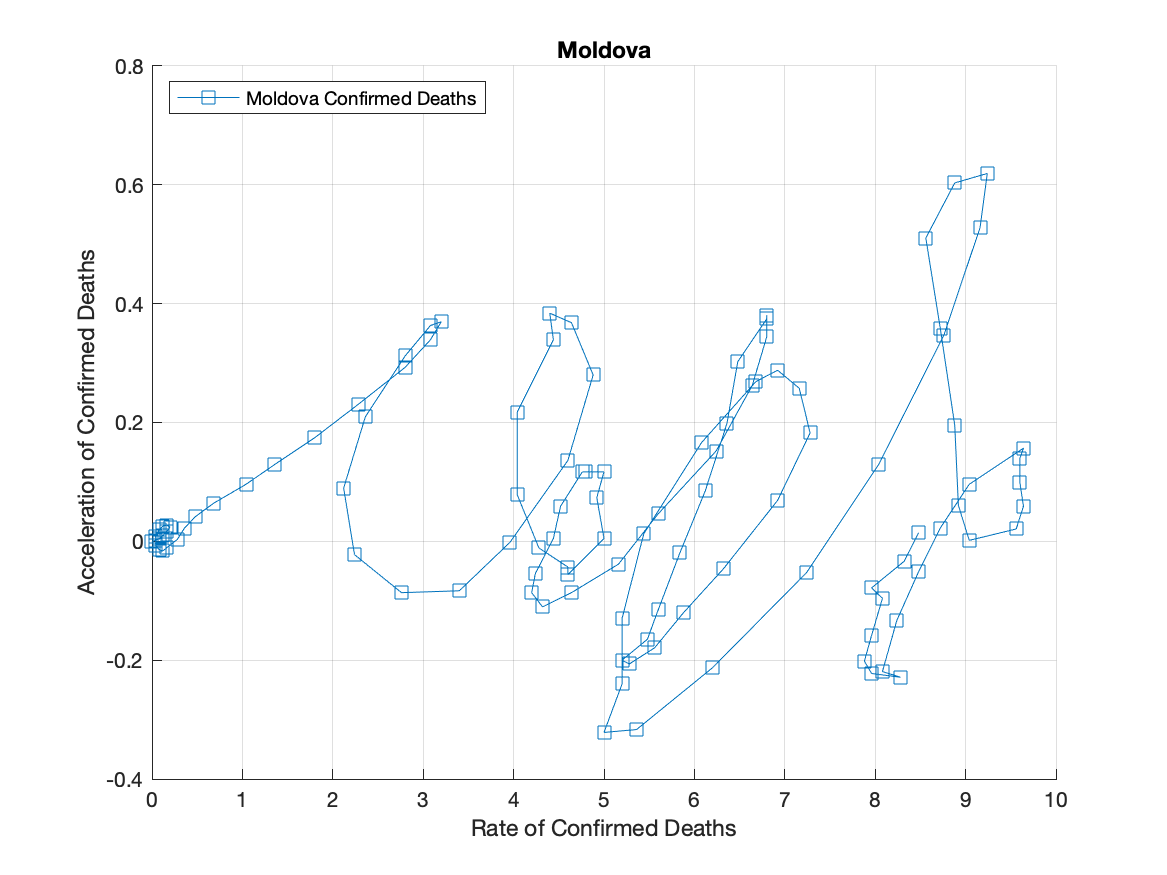 Moldova
Moldova Confirmed Deaths
Acceleration of Confirmed Deaths
0.8
0.6
0.4
0.2
0
-0.2
-0.4
0 1 2 3 4 5 6 7 8 9 10
Rate of Confirmed Deaths